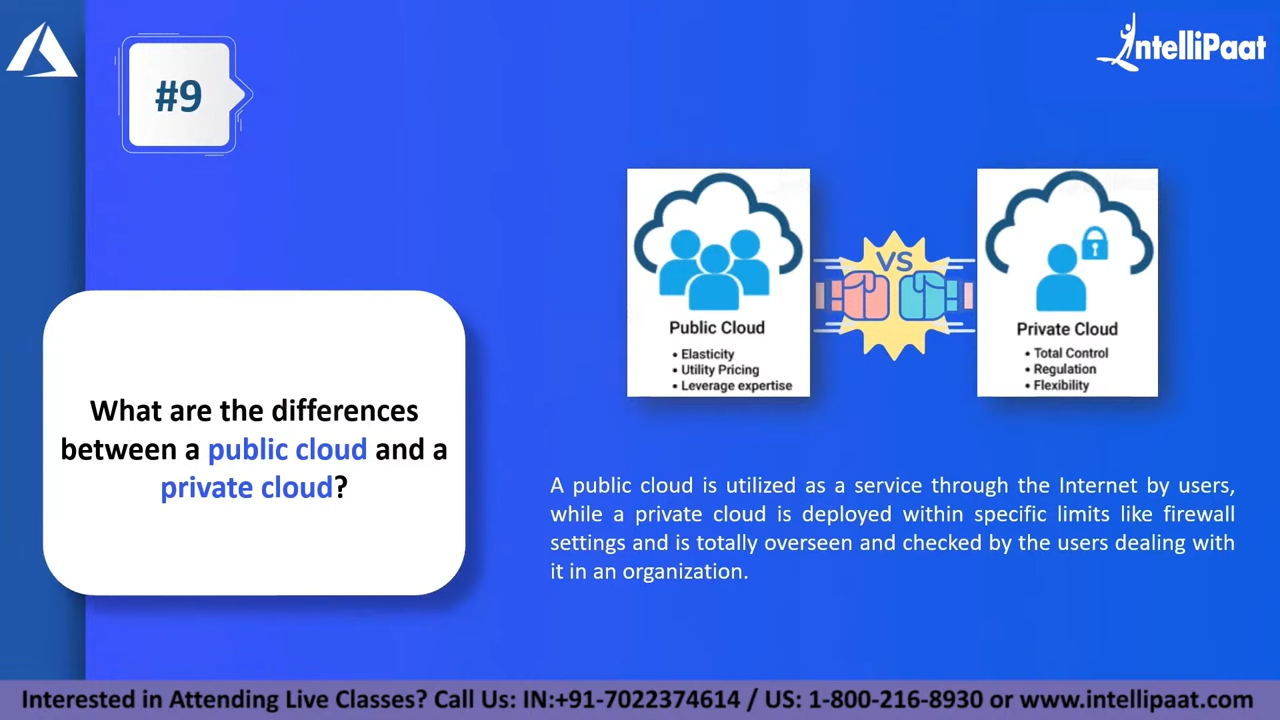 #9
IntelliPaat
What are the differences
between a public cloud and a
private cloud?
Public Cloud
• Elasticity
• Utility Pricing
• Leverage expertise
VS
Private Cloud
• Total Control
• Regulation
• Flexibility
A public cloud is utilized as a service through the Internet by users,
while a private cloud is deployed within specific limits like firewall
settings and is totally overseen and checked by the users dealing with
it in an organization.
Interested in Attending Live Classes? Call Us: IN:+91-7022374614 / US: 1-800-216-8930 or www.intellipaat.com